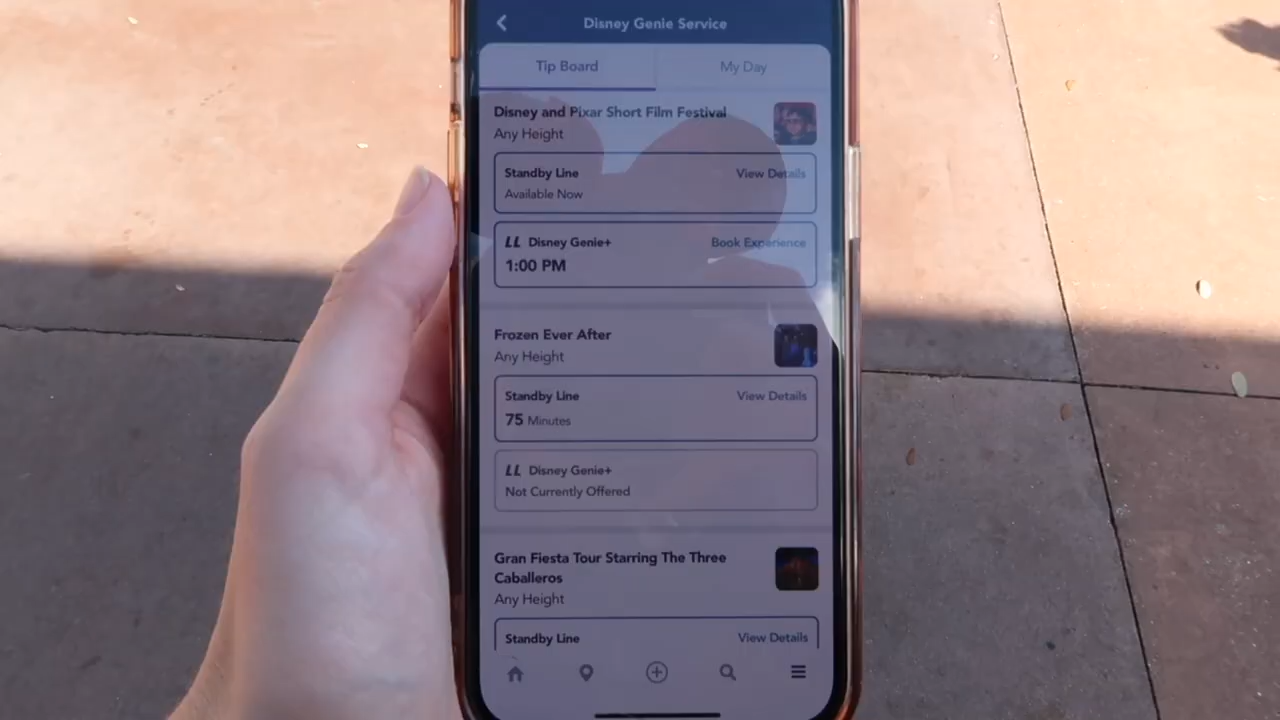 Disney Genie Service
Tip Board
My Day
Disney and Pixar Short Film Festival
Any Height
Standby Line
View Details
Available Now
LL Disney Genie+
Book Experience
1:00 PM
Frozen Ever After
Any Height
Standby Line
View Details
75 Minutes
LL Disney Genie+
Not Currently Offered
Gran Fiesta Tour Starring The Three
Caballeros
Any Height
Standby Line
View Details